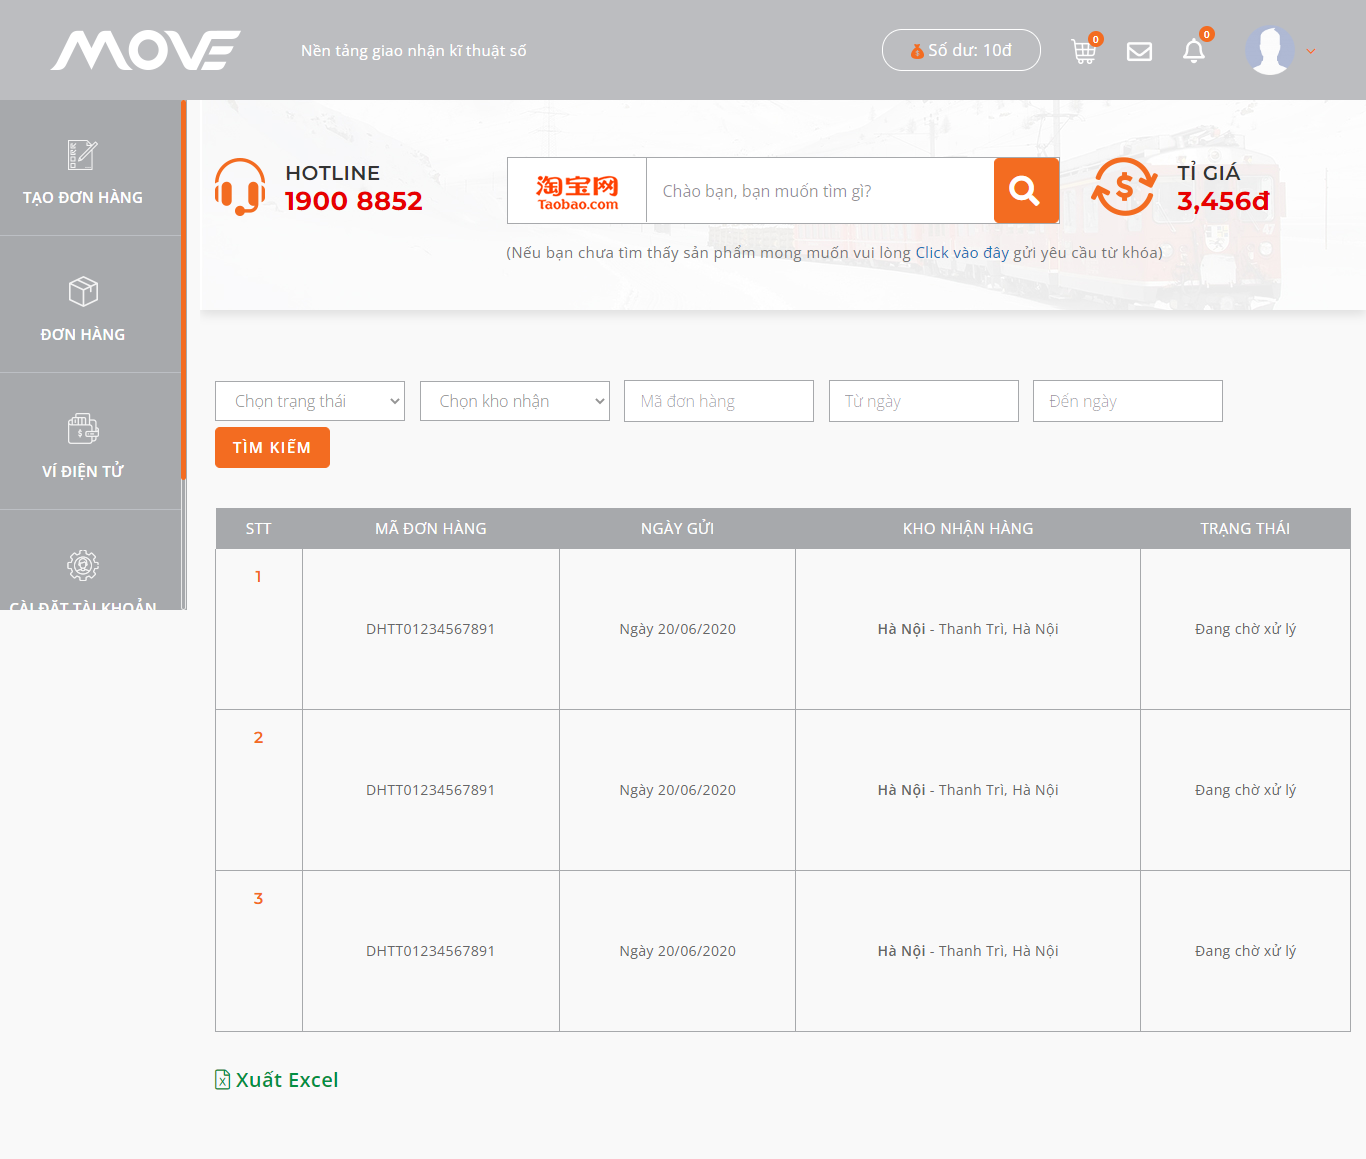 MOVE
Nền tảng giao nhận kĩ thuật số
Số dư: 10đ
0
0
TẠO ĐƠN HÀNG
ĐƠN HÀNG
VÍ ĐIỆN TỬ
CÀI ĐẶT TÀI KHOẢN
HOTLINE
1900 8852
淘宝网
Taobao.com
Chào bạn, bạn muốn tìm gì?
TỈ GIÁ
3,456đ
(Nếu bạn chưa tìm thấy sản phẩm mong muốn vui lòng Click vào đây gửi yêu cầu từ khóa)
Chọn trạng thái
Chọn kho nhận
Mã đơn hàng
Từ ngày
Đến ngày
TÌM KIẾM
STT MÃ ĐƠN HÀNG NGÀY GỬI KHO NHẬN HÀNG TRẠNG THÁI
1 DHTT01234567891 Ngày 20/06/2020 Hà Nội - Thanh Trì, Hà Nội Đang chờ xử lý
2 DHTT01234567891 Ngày 20/06/2020 Hà Nội - Thanh Trì, Hà Nội Đang chờ xử lý
3 DHTT01234567891 Ngày 20/06/2020 Hà Nội - Thanh Trì, Hà Nội Đang chờ xử lý
Xuất Excel